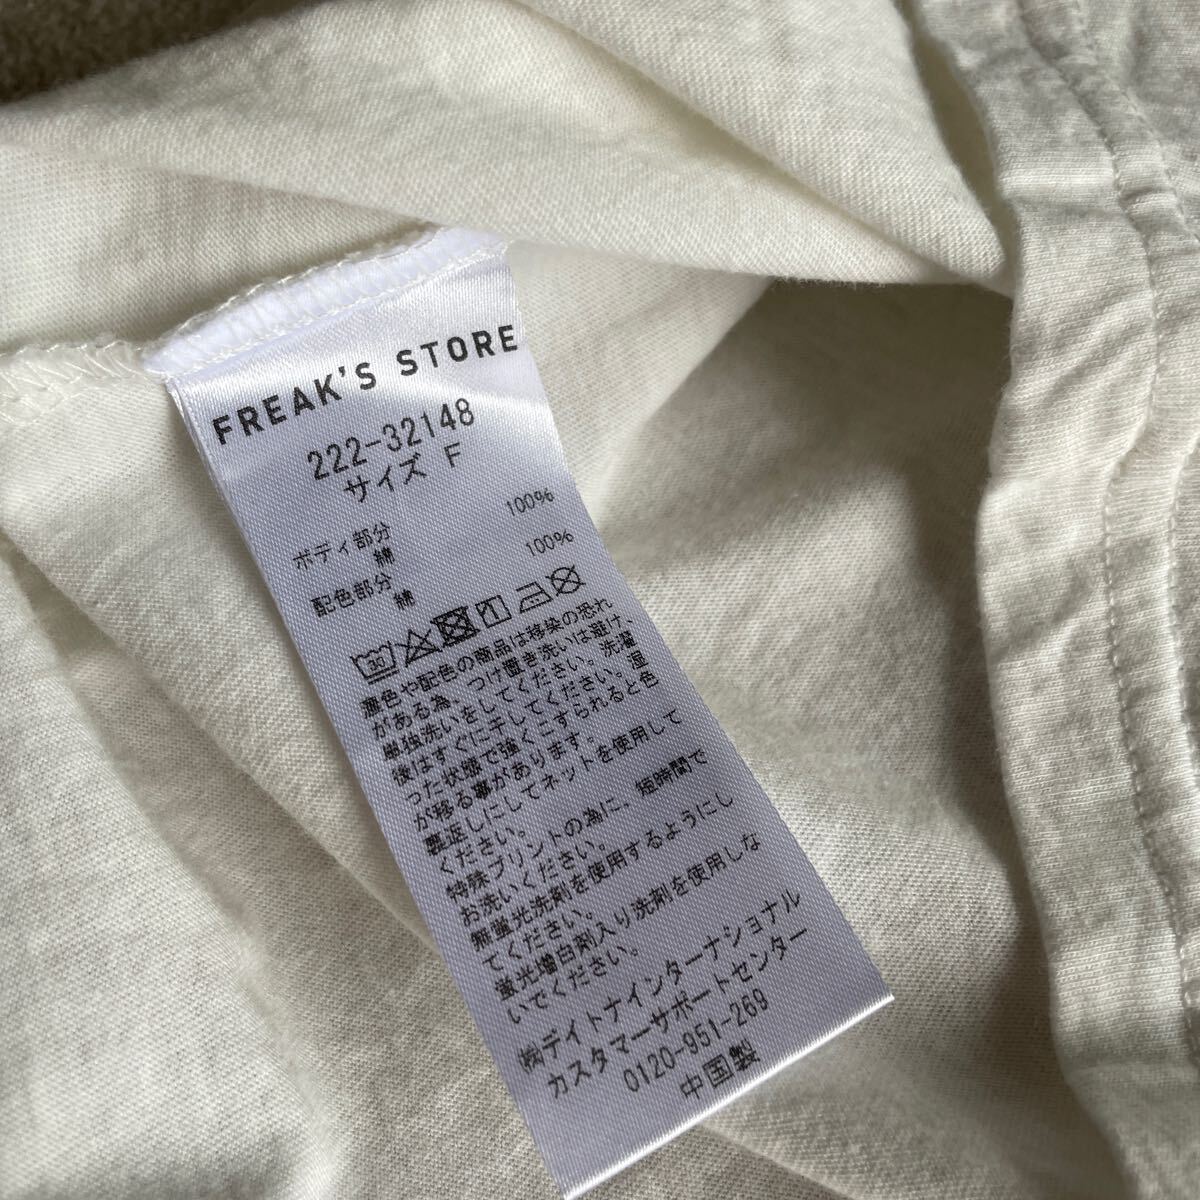 FREAK'S STORE
222-32148
サイズ F
ボディ部分
綿 100%
配色部分
綿 100%
30
濃色や配色の商品は移染の恐れ
がある為、つけ置き洗いは避け、
単独洗いをしてください。洗濯
後はすぐに干してください。湿
った状態で強くこすられると色
が移る事があります。
裏返しにしてネットを使用して
ください。
特殊プリントの為に、短時間で
お洗いください。
無蛍光洗剤を使用するようにし
てください。
蛍光増白剤入り洗剤を使用しな
いでください。
㈱デイトナインターナショナル
カスタマーサポートセンター
0120-951-269
中国製